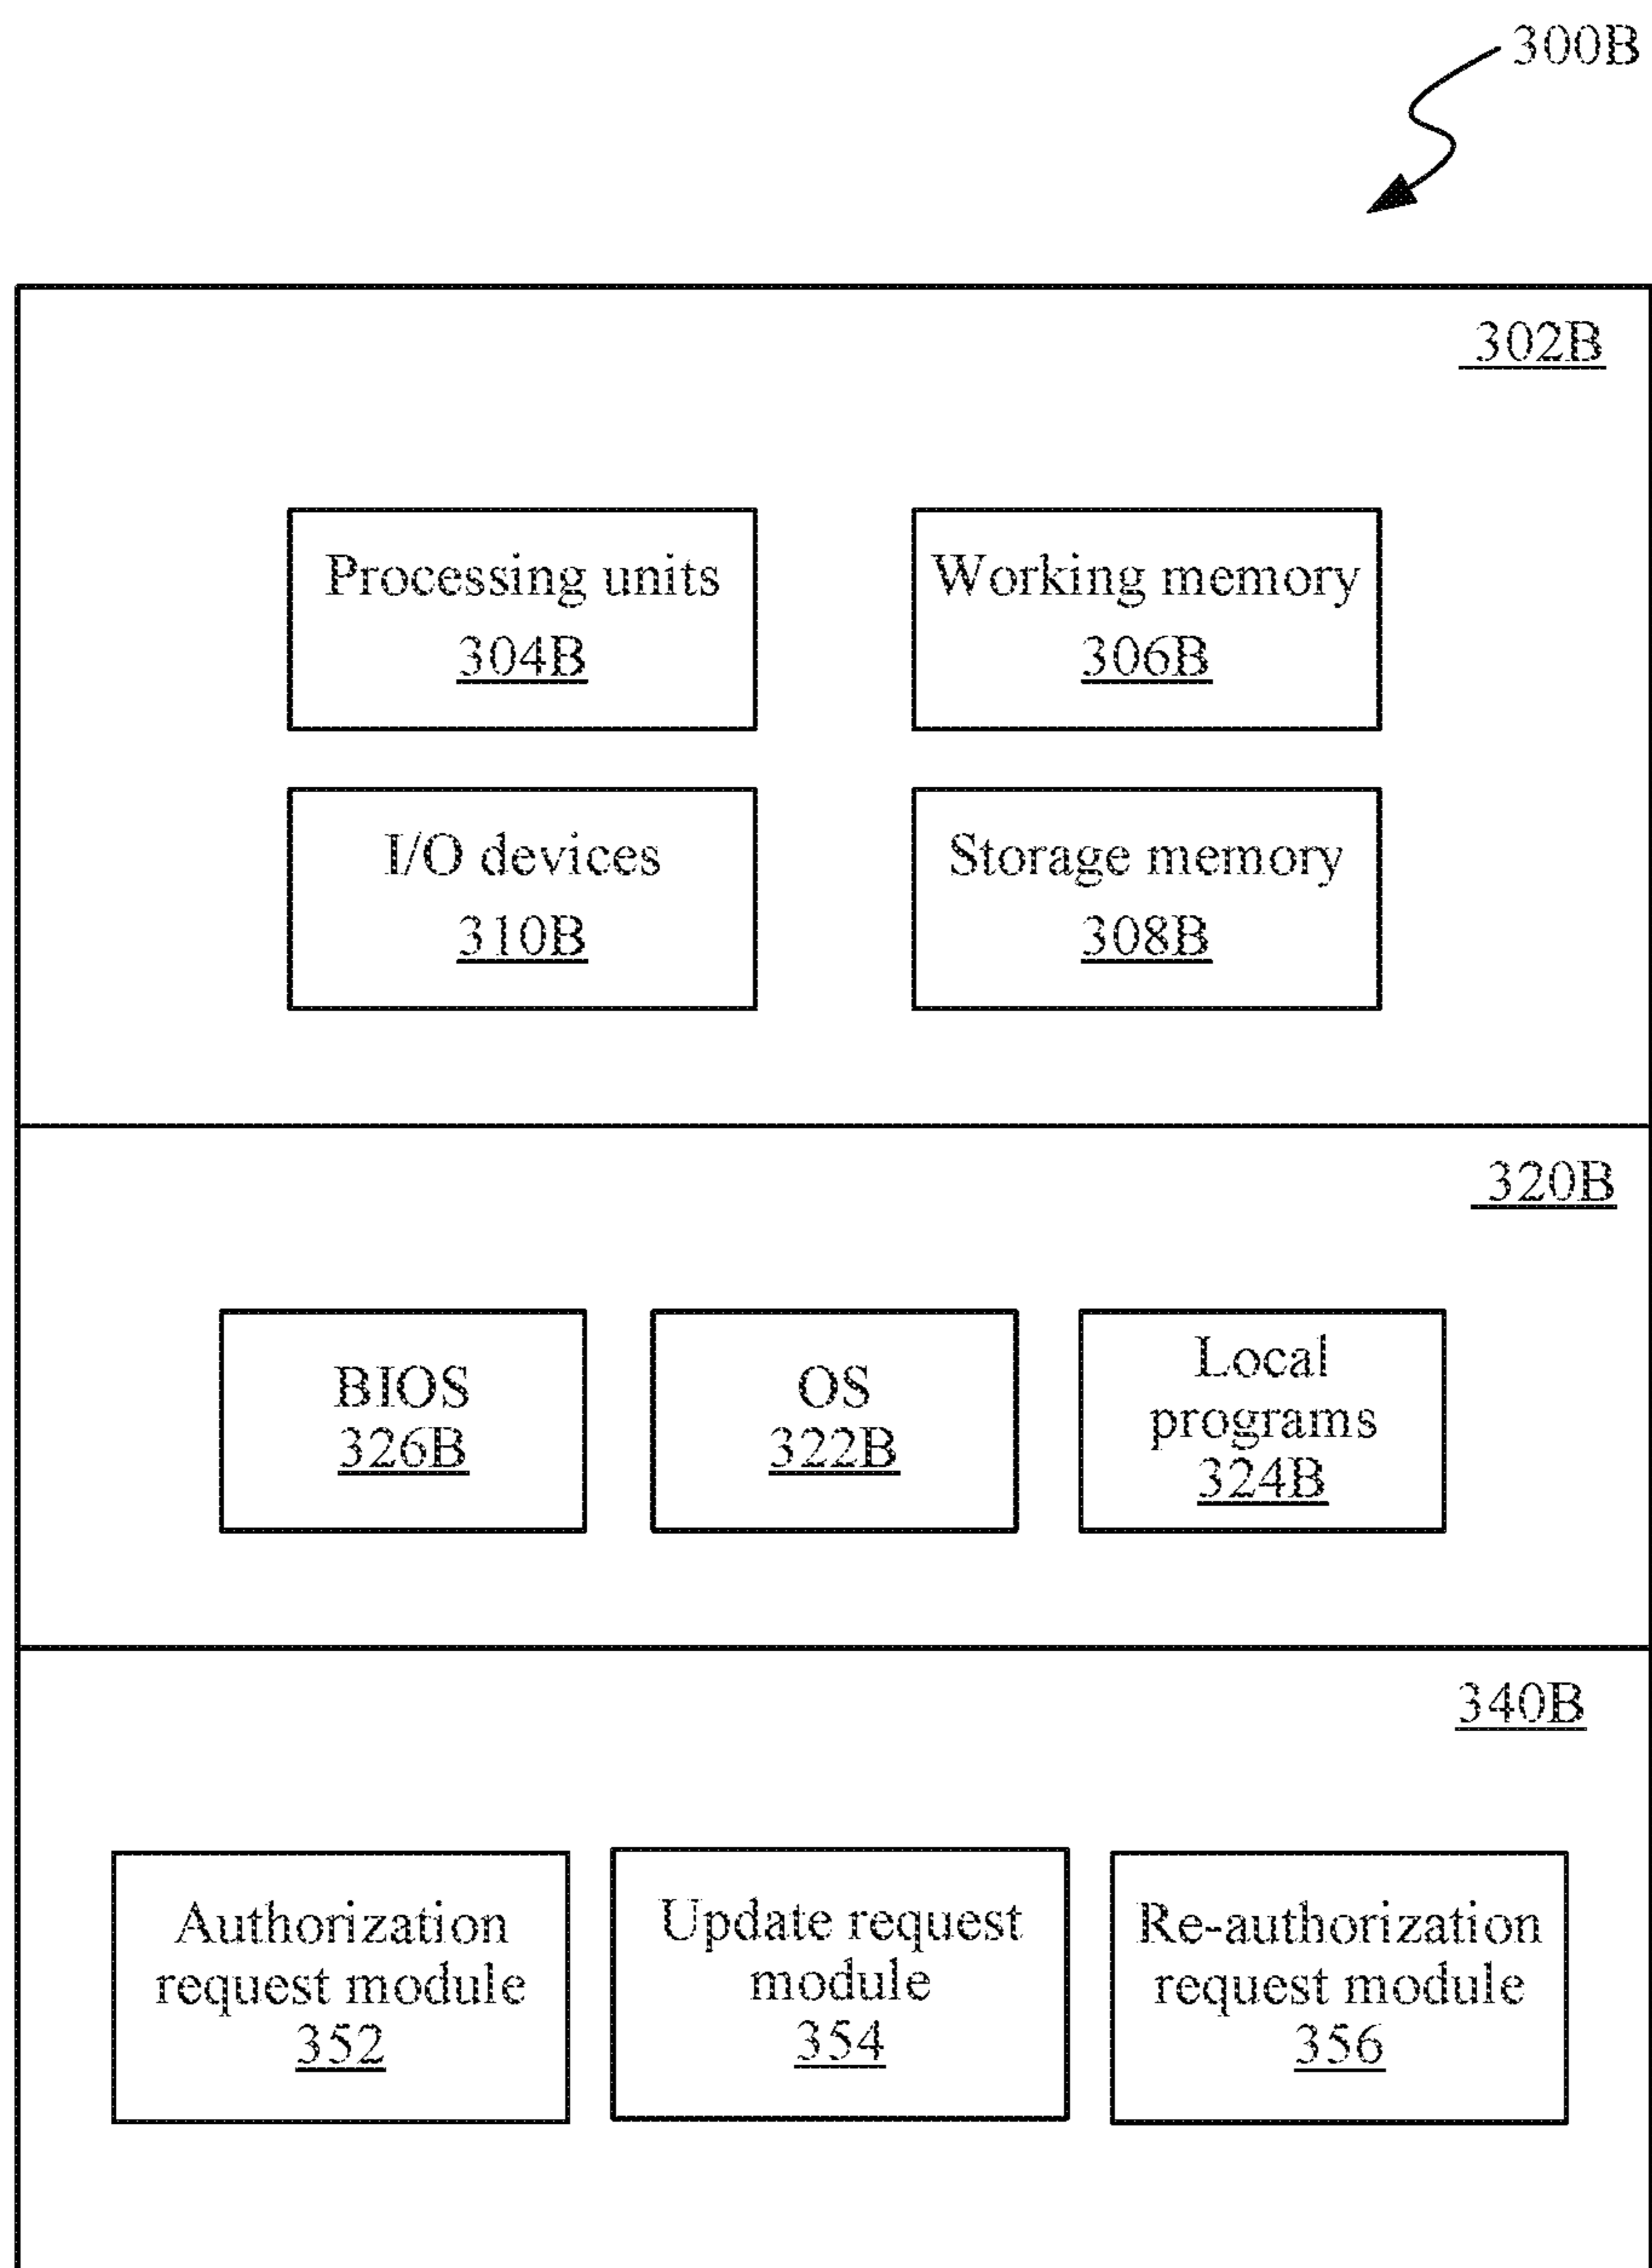 300B
302B
Processing units
304B
Working memory
306B
I/O devices
310B
Storage memory
308B
320B
BIOS
326B
OS
322B
Local
programs
324B
340B
Authorization
request module
352
Update request
module
354
Re-authorization
request module
356